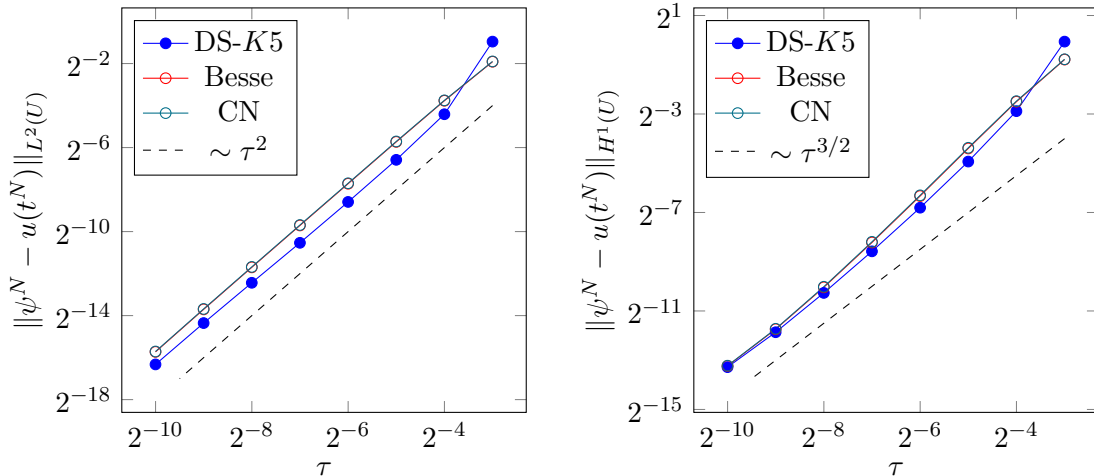 ‖ψ^N − u(t^N)‖_{L^2(U)}
2^{−2}
2^{−6}
2^{−10}
2^{−14}
2^{−18}
DS-K5
Besse
CN
∼ τ^2
2^{−10} 2^{−8} 2^{−6} 2^{−4}
τ
‖ψ^N − u(t^N)‖_{H^1(U)}
2^1
2^{−3}
2^{−7}
2^{−11}
2^{−15}
DS-K5
Besse
CN
∼ τ^{3/2}
2^{−10} 2^{−8} 2^{−6} 2^{−4}
τ